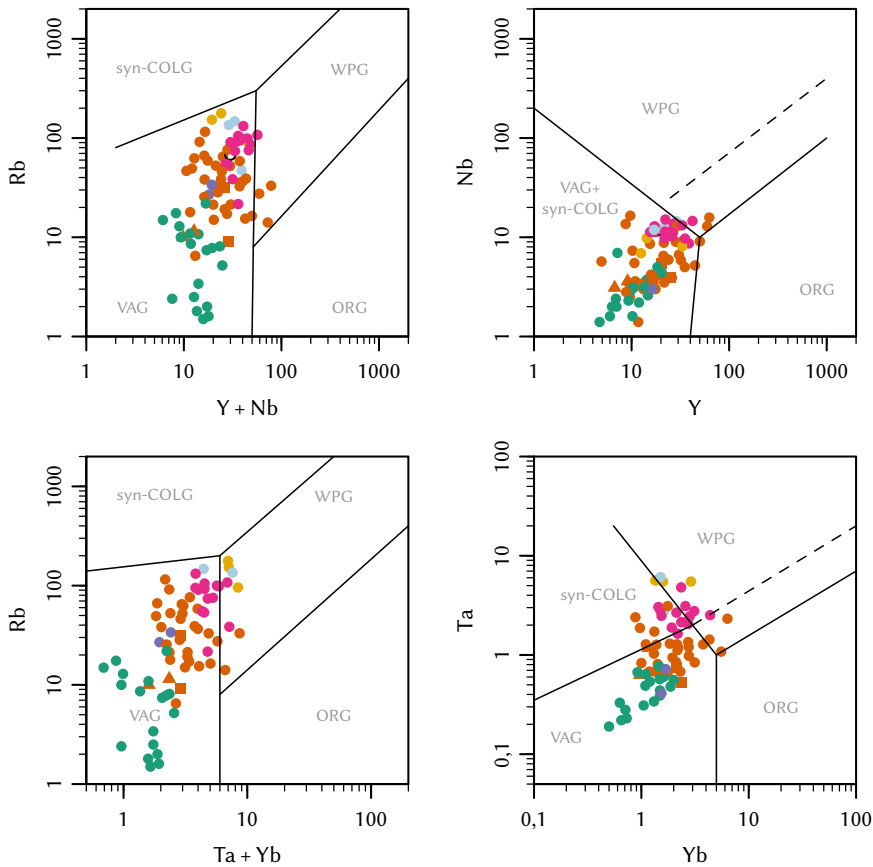 1000
100
10
1
Rb
syn-COLG
WPG
VAG
ORG
1 10 100 1000
Y + Nb
1000
100
10
1
Nb
WPG
VAG+
syn-COLG
ORG
1 10 100 1000
Y
1000
100
10
1
Rb
syn-COLG
WPG
VAG
ORG
1 10 100
Ta + Yb
100
10
1
0,1
Ta
WPG
syn-COLG
VAG
ORG
0,1 1 10 100
Yb